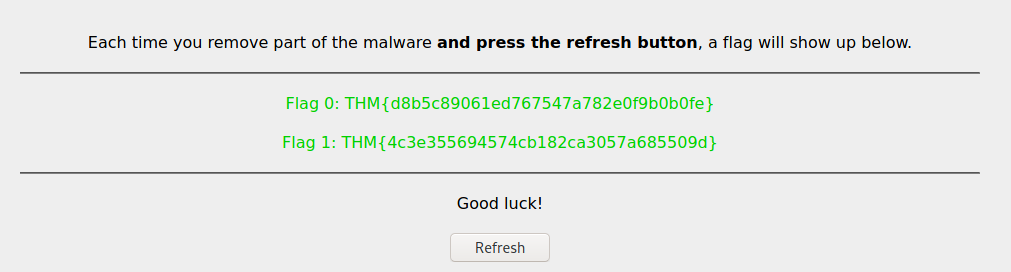 Each time you remove part of the malware and press the refresh button, a flag will show up below.
Flag 0: THM{d8b5c89061ed767547a782e0f9b0b0fe}
Flag 1: THM{4c3e355694574cb182ca3057a685509d}
Good luck!
Refresh